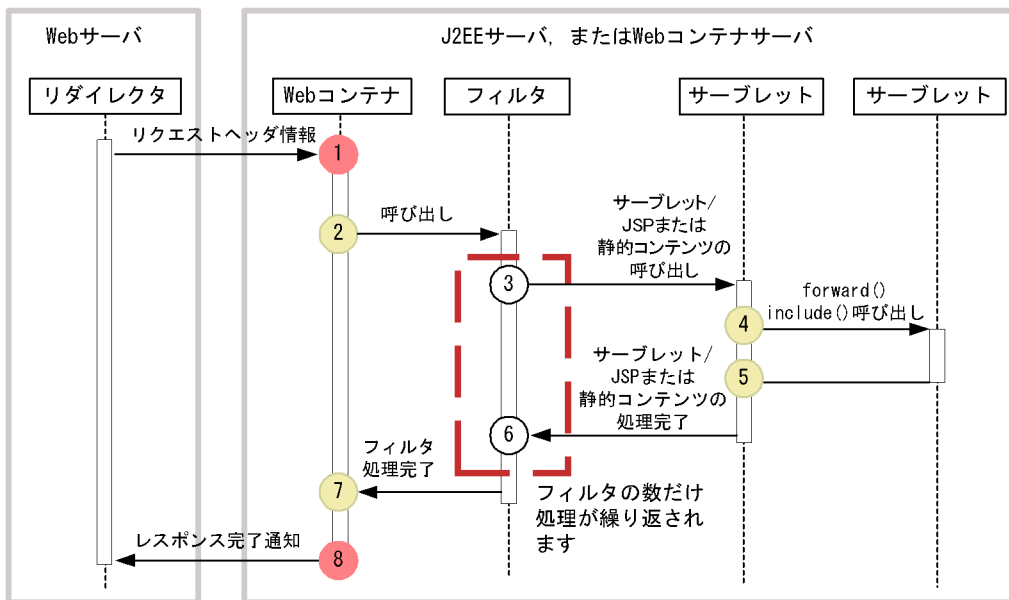 Webサーバ
J2EEサーバ，またはWebコンテナサーバ
リダイレクタ
Webコンテナ
フィルタ
サーブレット
サーブレット
リクエストヘッダ情報
1
2
呼び出し
サーブレット/
JSPまたは
静的コンテンツの
呼び出し
3
forward()
include()呼び出し
4
サーブレット/
JSPまたは
静的コンテンツの
処理完了
5
6
フィルタ
処理完了
7
フィルタの数だけ
処理が繰り返され
ます
レスポンス完了通知
8